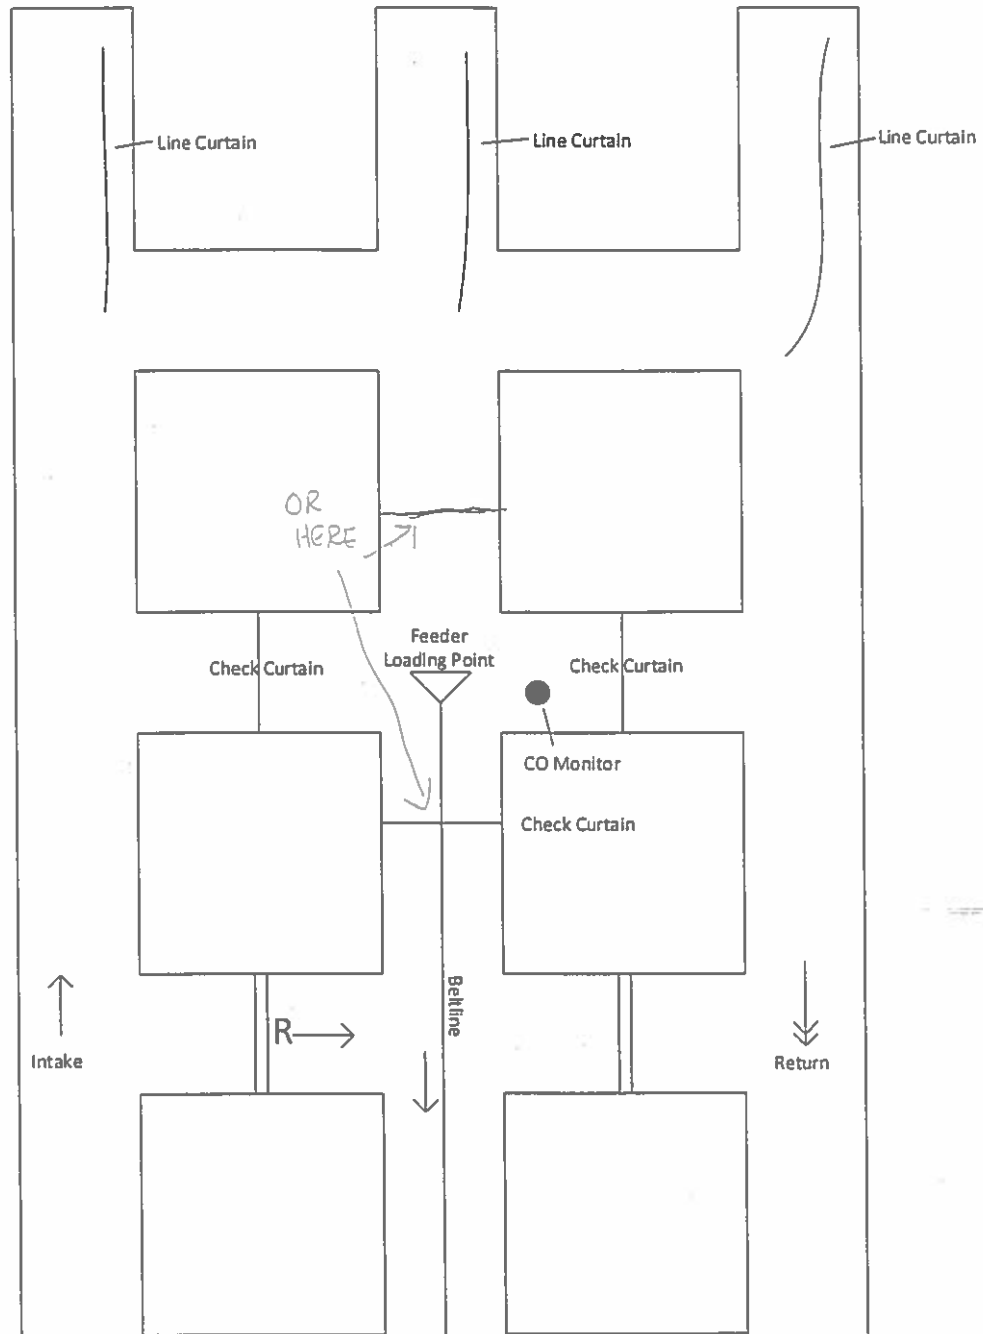 Line Curtain
Line Curtain
Line Curtain
OR
HERE
Feeder
Loading Point
Check Curtain
Check Curtain
CO Monitor
Check Curtain
Beltline
R
Intake
Return